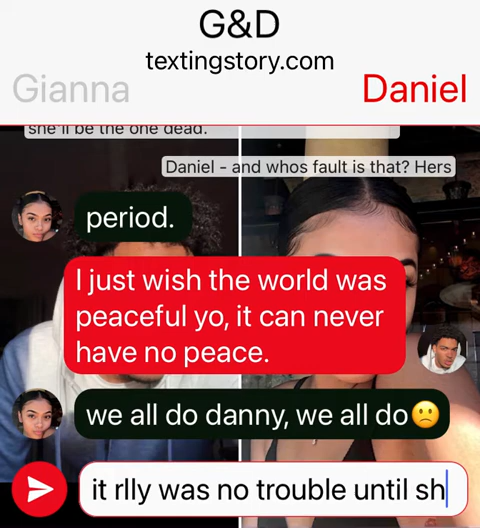 G&D
textingstory.com
Gianna
Daniel
she'll be the one dead.
Daniel - and whos fault is that? Hers
period.
I just wish the world was
peaceful yo, it can never
have no peace.
we all do danny, we all do🙁
it rlly was no trouble until sh